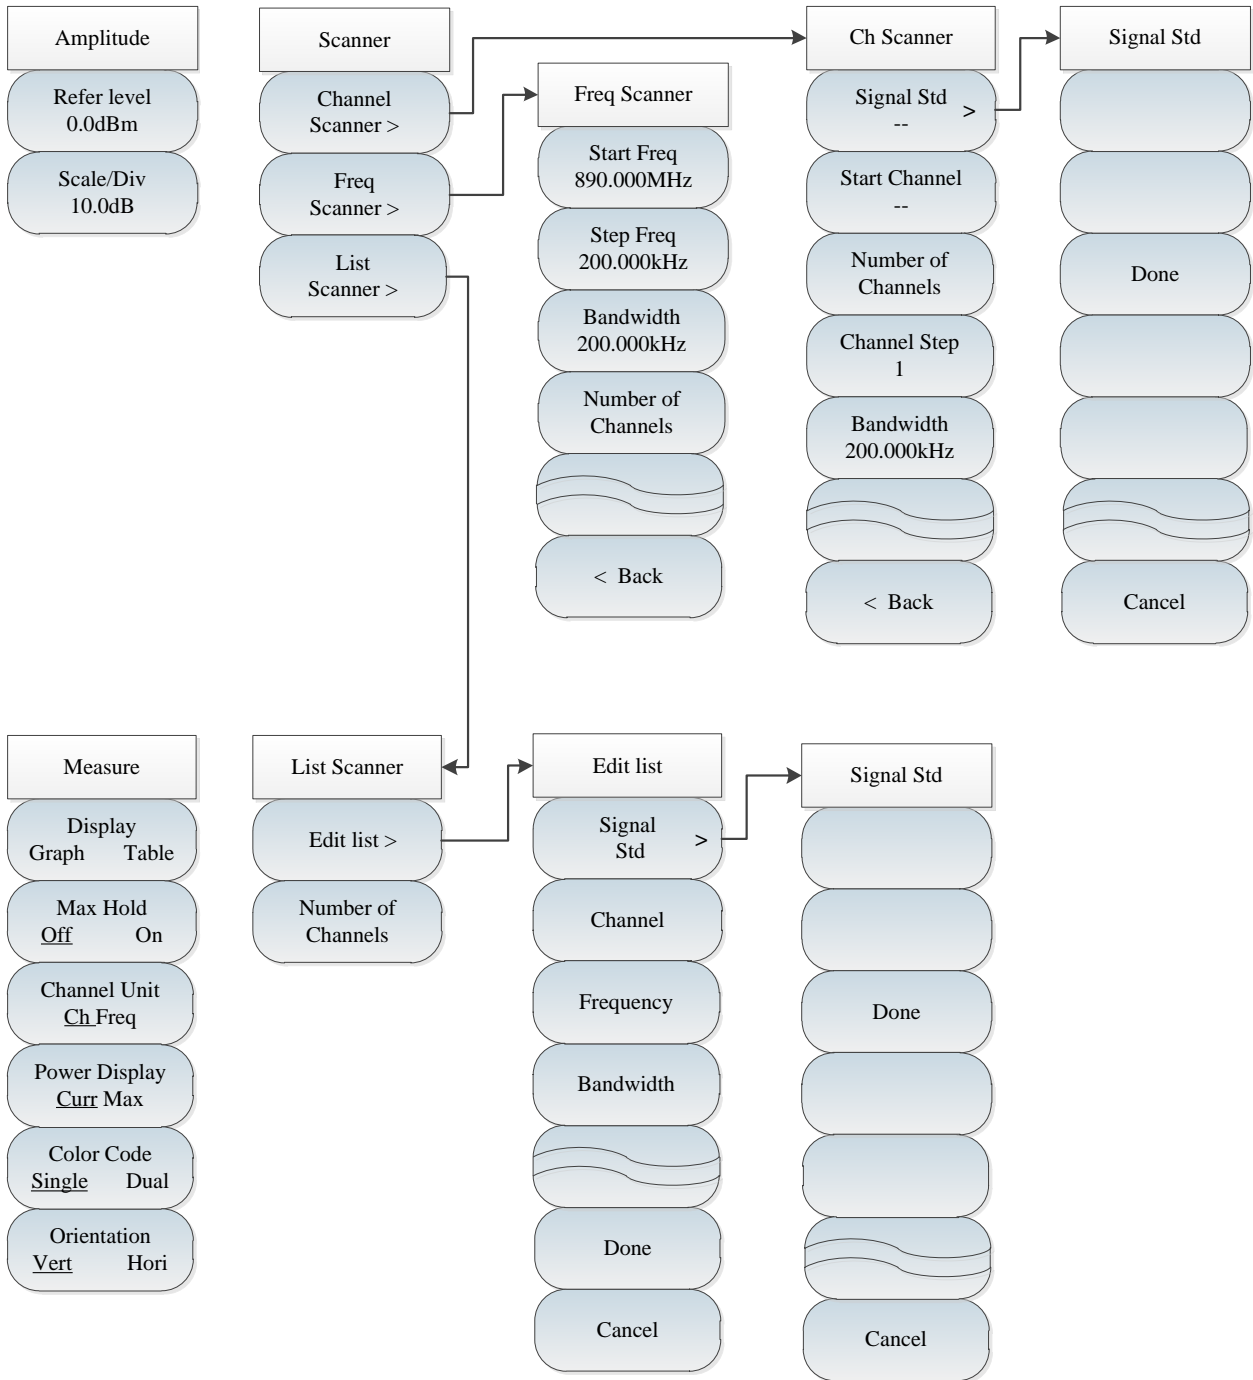 Amplitude
Refer level
0.0dBm
Scale/Div
10.0dB
Scanner
Channel
Scanner >
Freq
Scanner >
List
Scanner >
Freq Scanner
Start Freq
890.000MHz
Step Freq
200.000kHz
Bandwidth
200.000kHz
Number of
Channels
< Back
Ch Scanner
Signal Std >
--
Start Channel
--
Number of
Channels
Channel Step
1
Bandwidth
200.000kHz
< Back
Signal Std
Done
Cancel
Measure
Display
Graph Table
Max Hold
Off On
Channel Unit
Ch Freq
Power Display
Curr Max
Color Code
Single Dual
Orientation
Vert Hori
List Scanner
Edit list >
Number of
Channels
Edit list
Signal
Std >
Channel
Frequency
Bandwidth
Done
Cancel
Signal Std
Done
Cancel